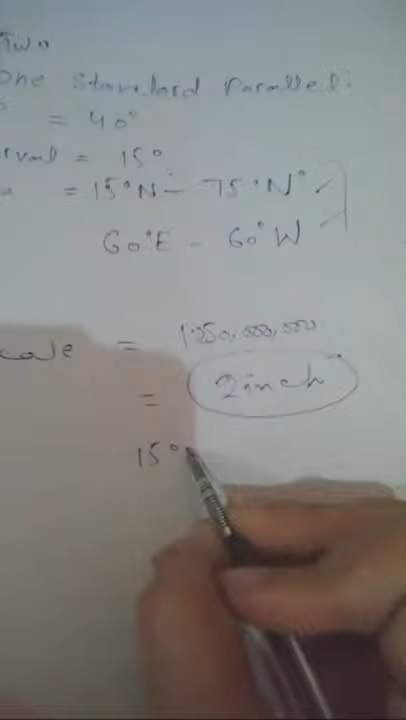 Two
One Standard Parallel.
= 40°
rval = 15°
= 15°N - 75°N
60°E - 60°W
cale = 1:250,000,000
= 2 inch
15°